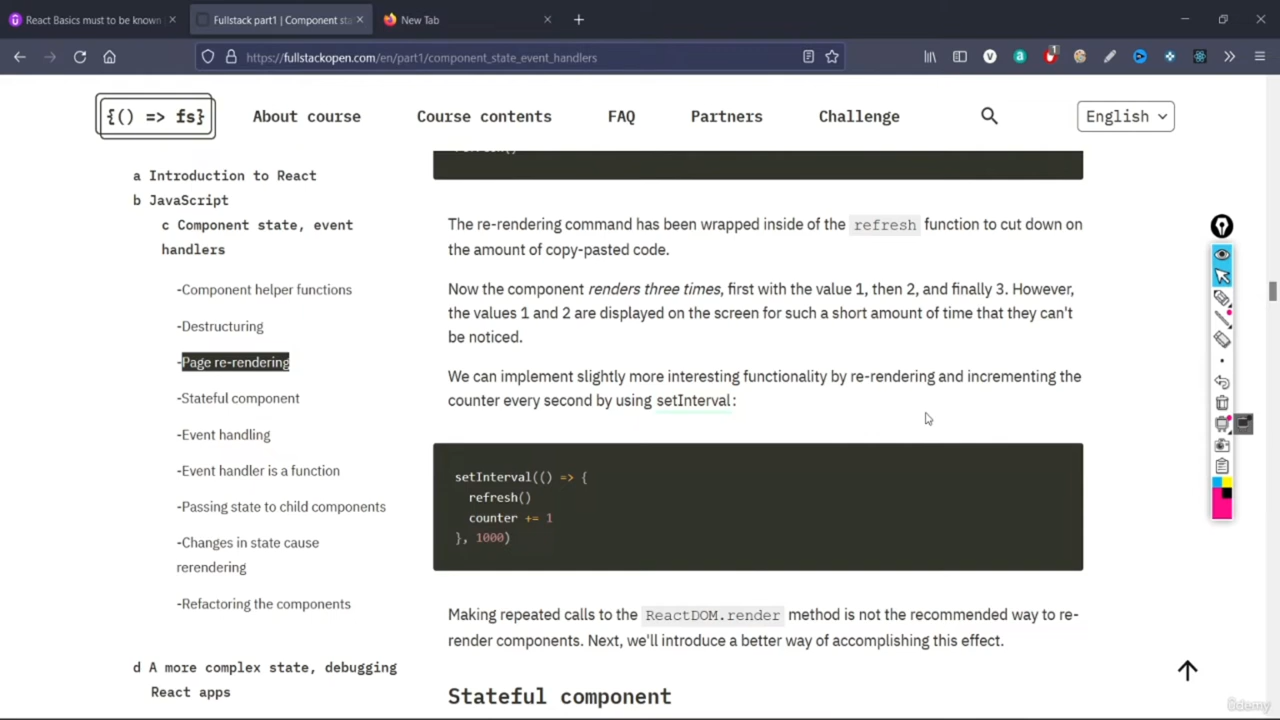 React Basics must to be known
Fullstack part1 | Component sta
New Tab
https://fullstackopen.com/en/part1/component_state_event_handlers
{() => fs}
About course
Course contents
FAQ
Partners
Challenge
English
a Introduction to React
b JavaScript
c Component state, event
handlers
-Component helper functions
-Destructuring
-Page re-rendering
-Stateful component
-Event handling
-Event handler is a function
-Passing state to child components
-Changes in state cause
rerendering
-Refactoring the components
d A more complex state, debugging
React apps
The re-rendering command has been wrapped inside of the refresh function to cut down on
the amount of copy-pasted code.
Now the component renders three times, first with the value 1, then 2, and finally 3. However,
the values 1 and 2 are displayed on the screen for such a short amount of time that they can't
be noticed.
We can implement slightly more interesting functionality by re-rendering and incrementing the
counter every second by using setInterval:
setInterval(() => {
refresh()
counter += 1
}, 1000)
Making repeated calls to the ReactDOM.render method is not the recommended way to re-
render components. Next, we'll introduce a better way of accomplishing this effect.
Stateful component
Udemy